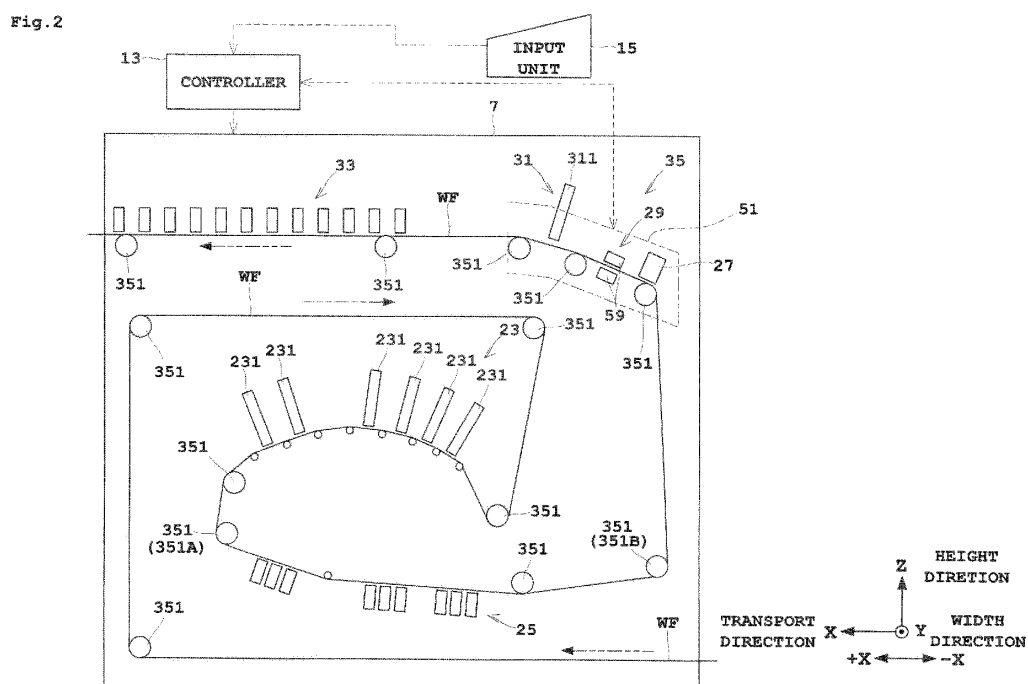 Fig.2
INPUT
UNIT
15
13
CONTROLLER
7
31
311
35
33
WF
29
51
27
351
351
351
351
59
351
WF
23
351
351
231
231
231
231
231
231
351
351
351
(351A)
351
351
(351B)
25
351
WF
Z
HEIGHT
DIRETION
TRANSPORT
DIRECTION
X
Y
WIDTH
DIRECTION
+X
-X